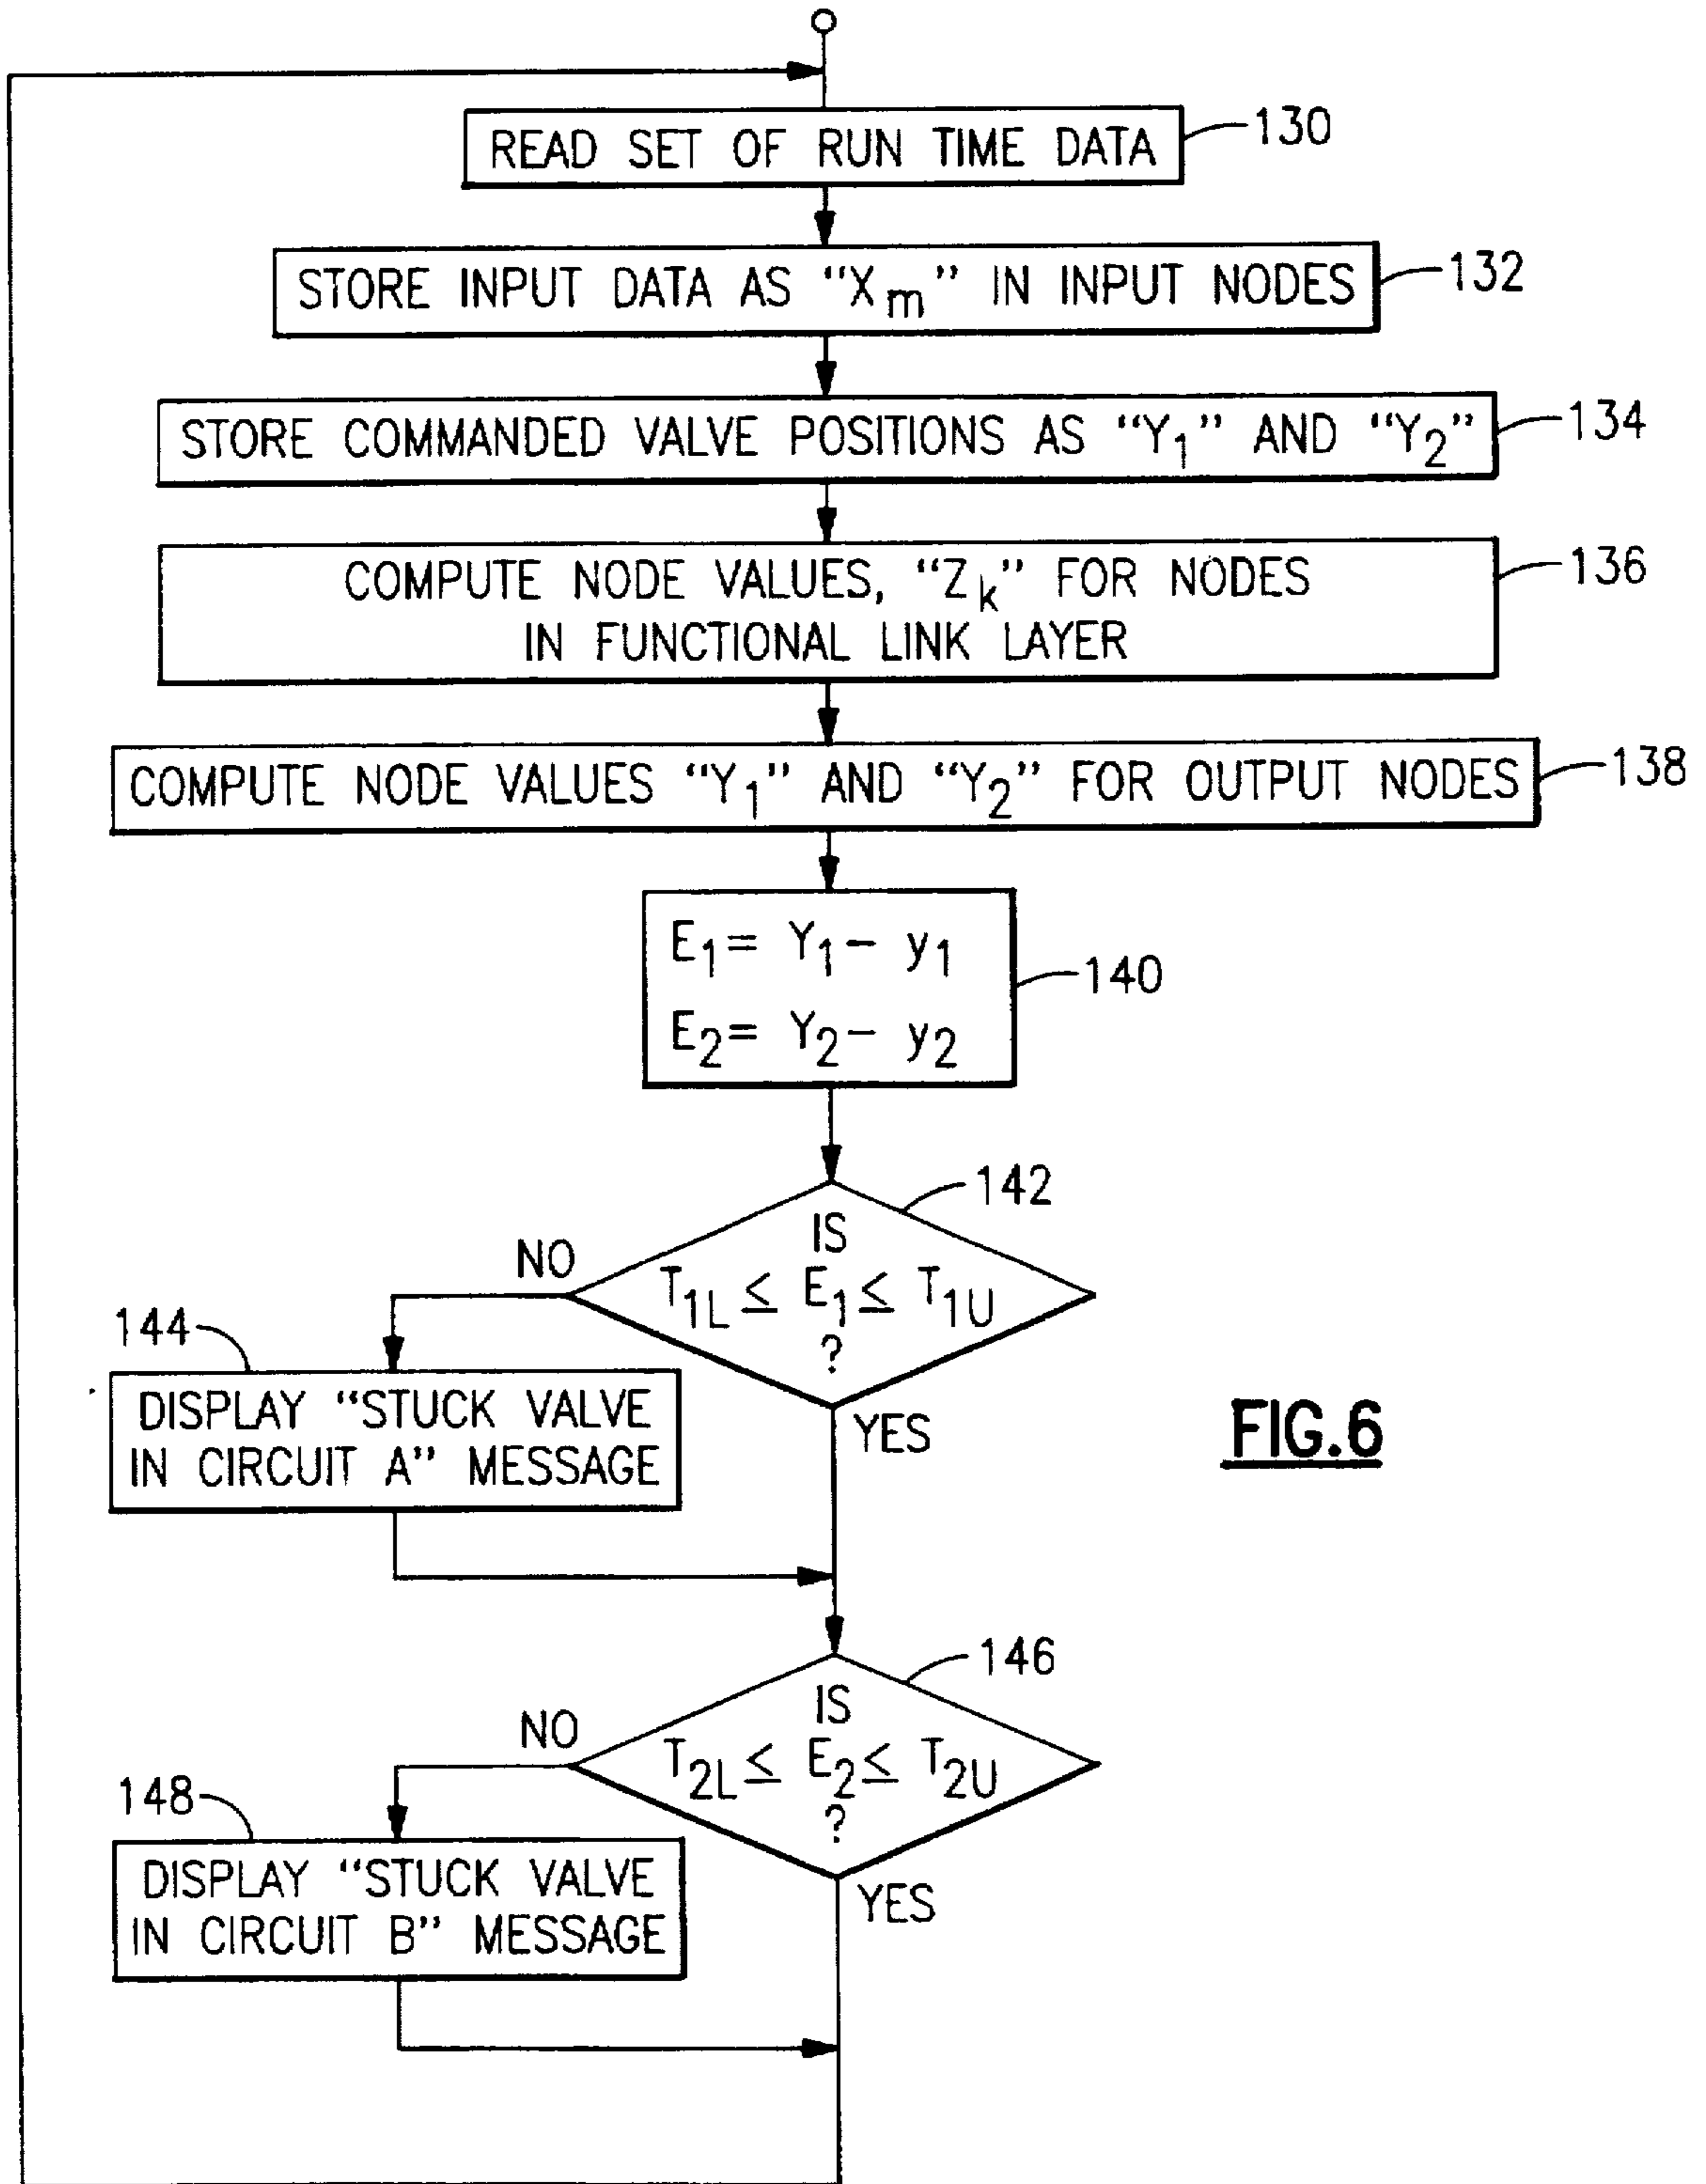 READ SET OF RUN TIME DATA
130
STORE INPUT DATA AS “Xm” IN INPUT NODES
132
STORE COMMANDED VALVE POSITIONS AS “Y1” AND “Y2”
134
COMPUTE NODE VALUES, “Zk” FOR NODES
IN FUNCTIONAL LINK LAYER
136
COMPUTE NODE VALUES “Y1” AND “Y2” FOR OUTPUT NODES
138
E1 = Y1 − y1
E2 = Y2 − y2
140
142
IS
T1L ≤ E1 ≤ T1U
?
NO
YES
144
DISPLAY “STUCK VALVE
IN CIRCUIT A” MESSAGE
FIG.6
146
IS
T2L ≤ E2 ≤ T2U
?
NO
YES
148
DISPLAY “STUCK VALVE
IN CIRCUIT B” MESSAGE